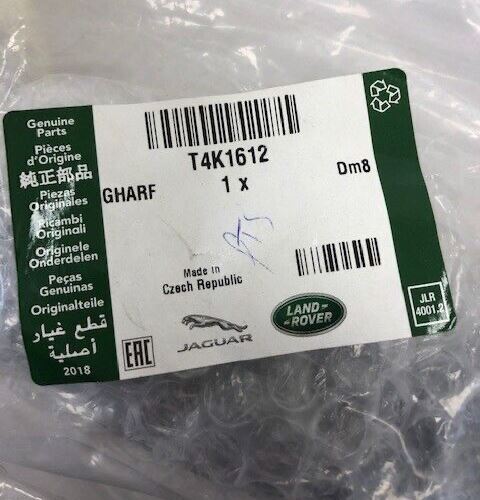 Genuine
Parts
Pièces
d'Origine
純正部品
Piezas
Originales
Ricambi
Originali
Originele
Onderdelen
Peças
Genuinas
Originalteile
قطع غيار
أصلية
2018
T4K1612
1 x
GHARF
Dm8
Made in
Czech Republic
EAC
JAGUAR
LAND-
-ROVER
JLR
4001.2